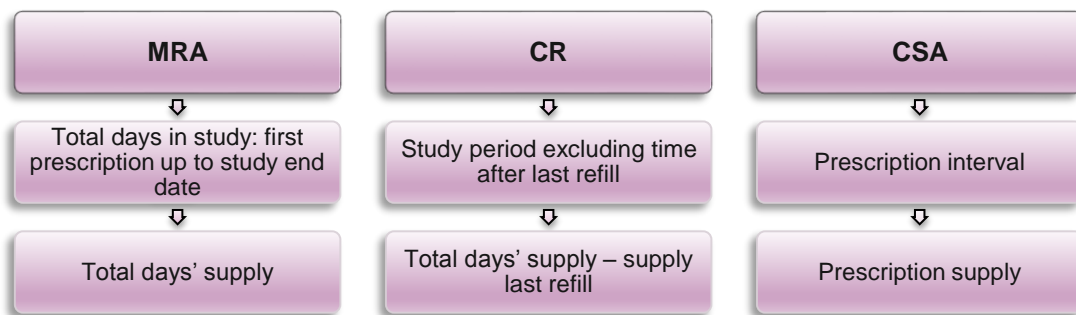 MRA
Total days in study: first
prescription up to study end
date
Total days’ supply
CR
Study period excluding time
after last refill
Total days’ supply – supply
last refill
CSA
Prescription interval
Prescription supply